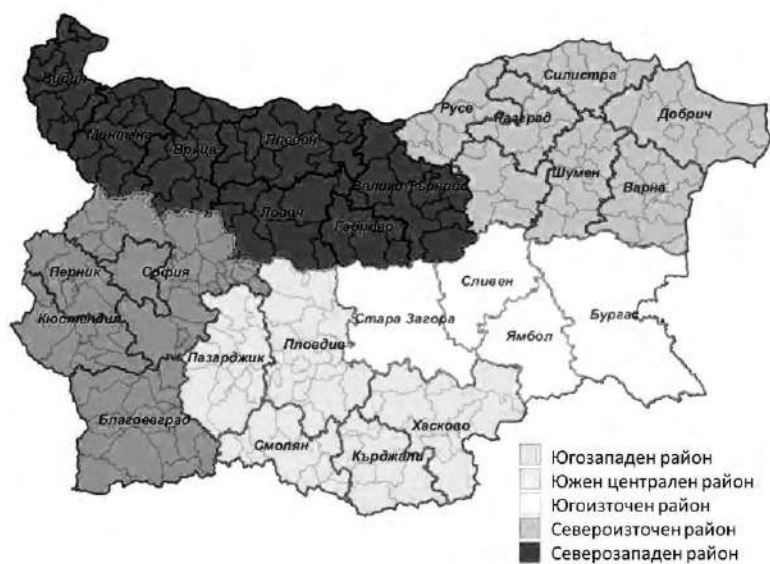 Видин
Монтана
Враца
Плевен
Велико Търново
Ловеч
Габрово
Русе
Разград
Силистра
Добрич
Шумен
Варна
Перник
София
Кюстендил
Благоевград
Пазарджик
Пловдив
Стара Загора
Сливен
Ямбол
Бургас
Смолян
Кърджали
Хасково
Югозападен район
Южен централен район
Югоизточен район
Североизточен район
Северозападен район